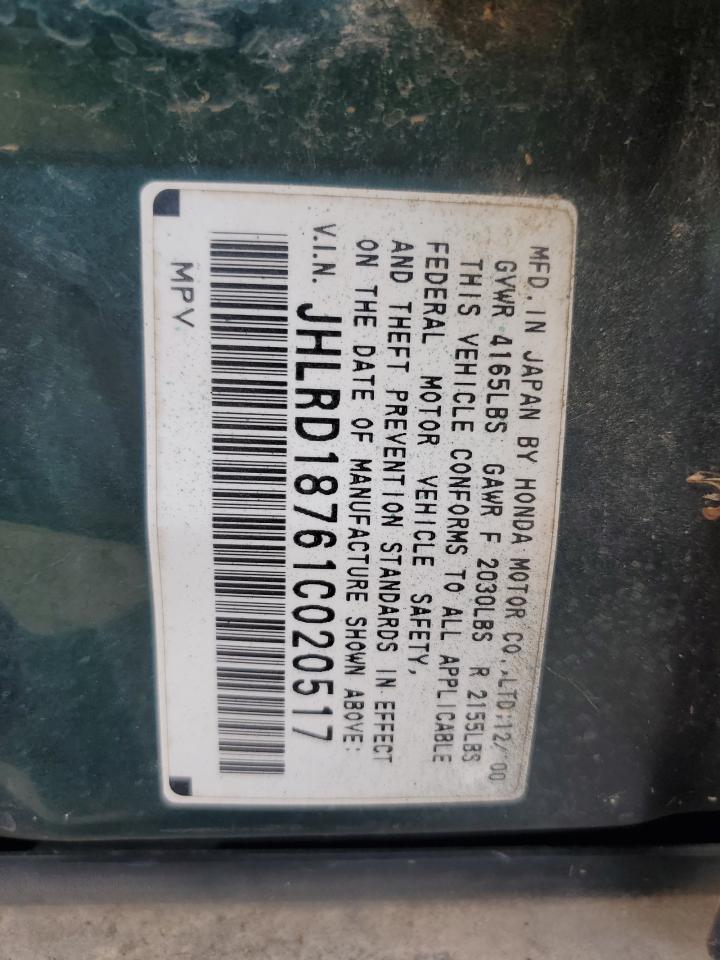 MFD. IN JAPAN BY HONDA MOTOR CO.,LTD:12/00
GVWR 4165LBS GAWR F 2030LBS R 2155LBS
THIS VEHICLE CONFORMS TO ALL APPLICABLE
FEDERAL MOTOR VEHICLE SAFETY,
AND THEFT PREVENTION STANDARDS IN EFFECT
ON THE DATE OF MANUFACTURE SHOWN ABOVE:
V.I.N. JHLRD18761C020517
MPV